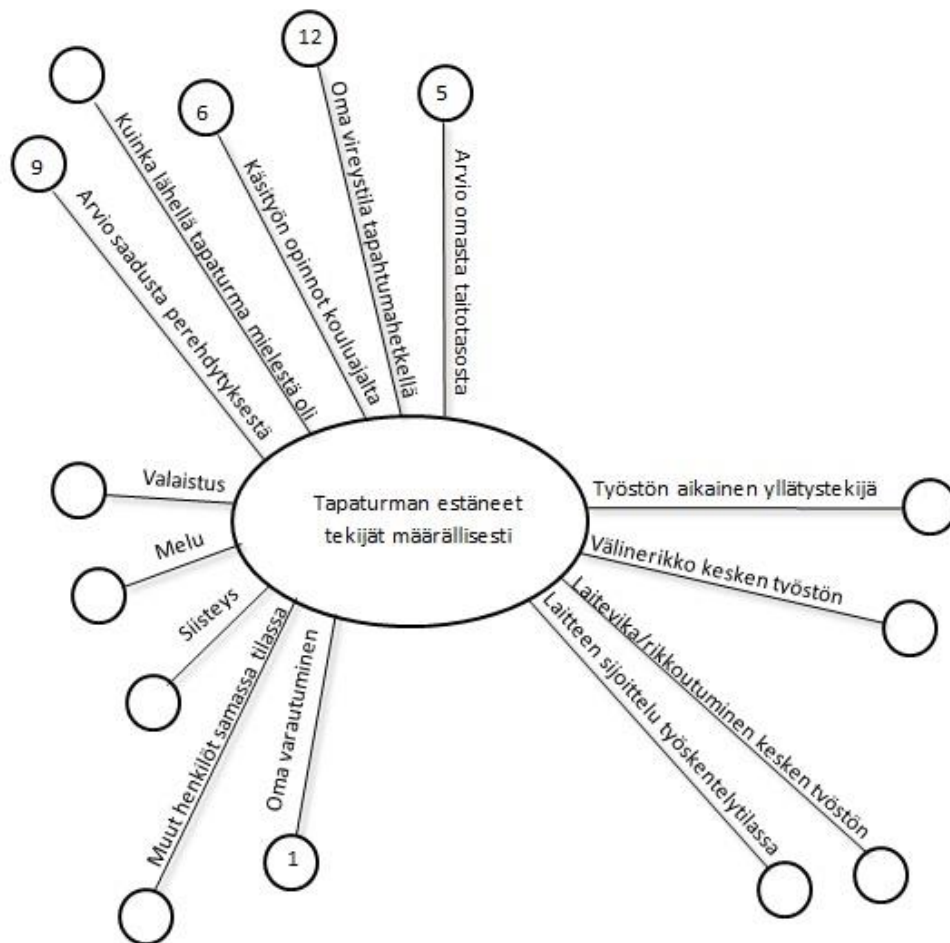 12
5
6
9
Kuinka lähellä tapaturma mielestä oli
Arvio saadusta perehdytyksestä
Käsityön opinnot kouluajalta
Oma vireystila tapahtumahetkellä
Arvio omasta taitotasosta
Valaistus
Melu
Siisteys
Muut henkilöt samassa tilassa
Oma varautuminen
1
Tapaturman estäneet
tekijät määrällisesti
Työstön aikainen yllätystekijä
Välinerikko kesken työstön
Laitevika/rikkoutuminen kesken työstön
Laitteen sijoittelu työskentelytilassa